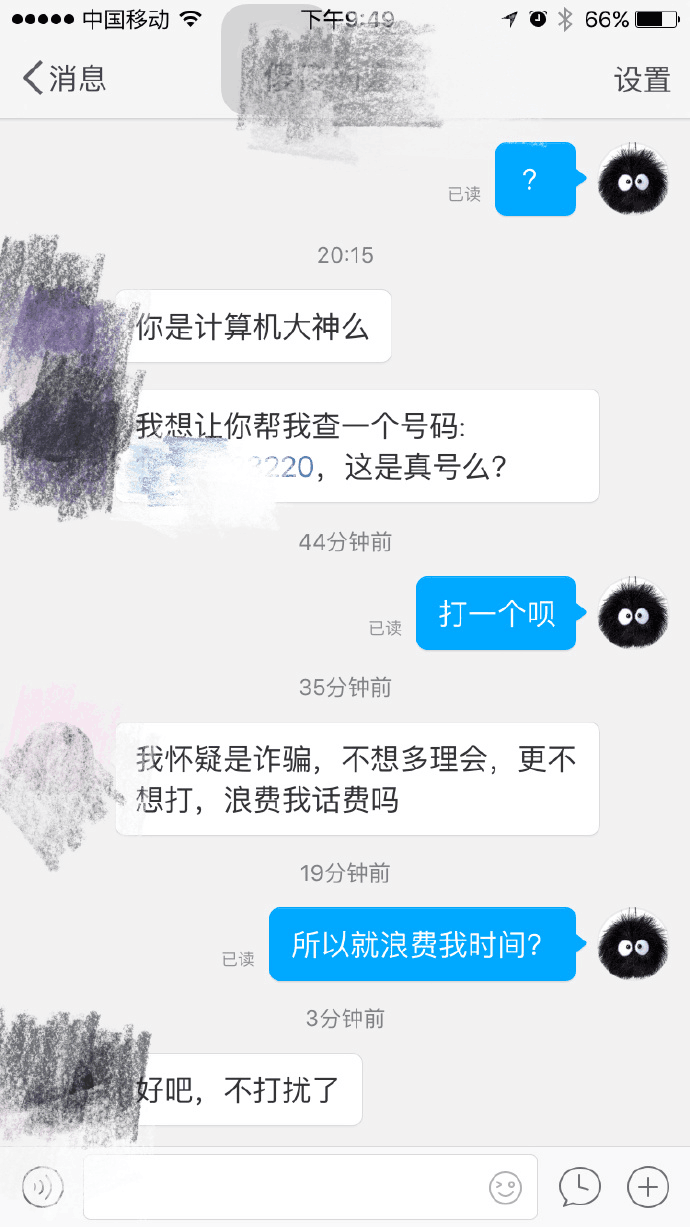 中国移动
下午9:49
66%
消息
设置
?
已读
20:15
你是计算机大神么
我想让你帮我查一个号码:
2220，这是真号么?
44分钟前
打一个呗
已读
35分钟前
我怀疑是诈骗，不想多理会，更不
想打，浪费我话费吗
19分钟前
所以就浪费我时间?
已读
3分钟前
好吧，不打扰了